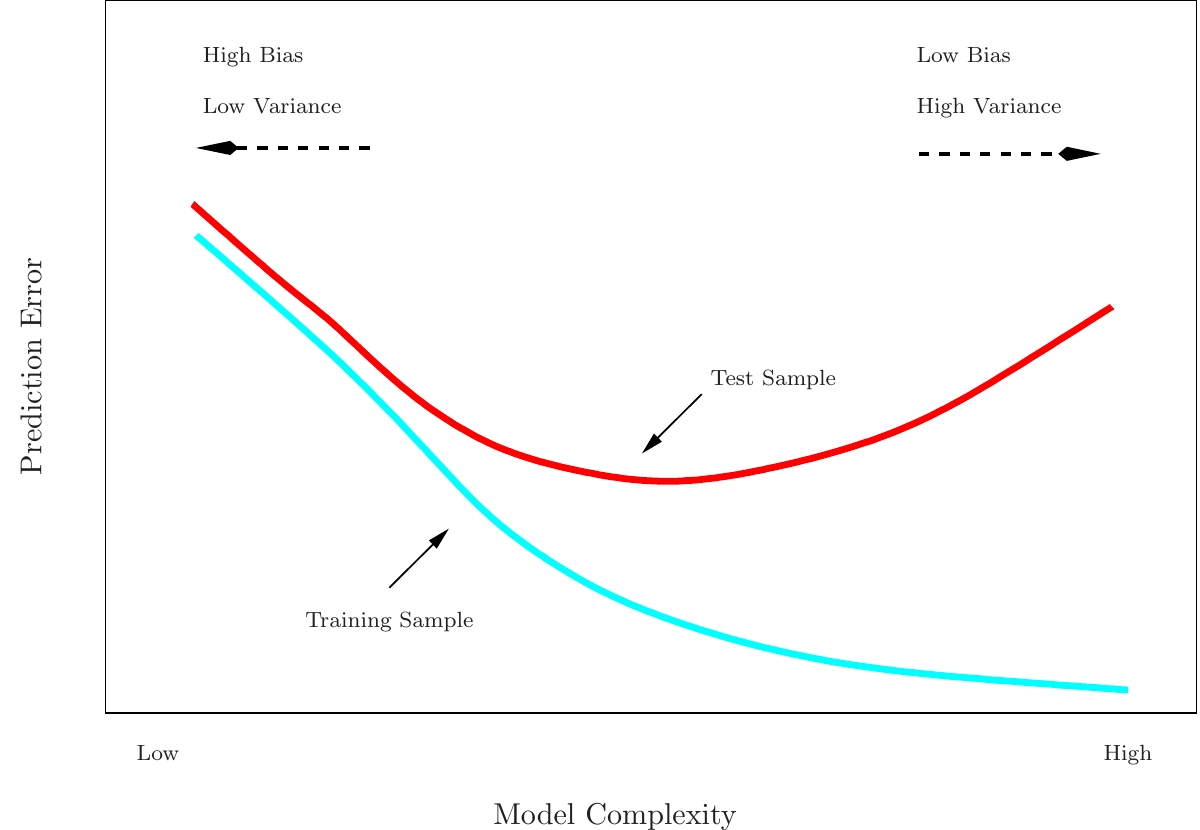 High Bias
Low Variance
Low Bias
High Variance
Prediction Error
Test Sample
Training Sample
Low
High
Model Complexity